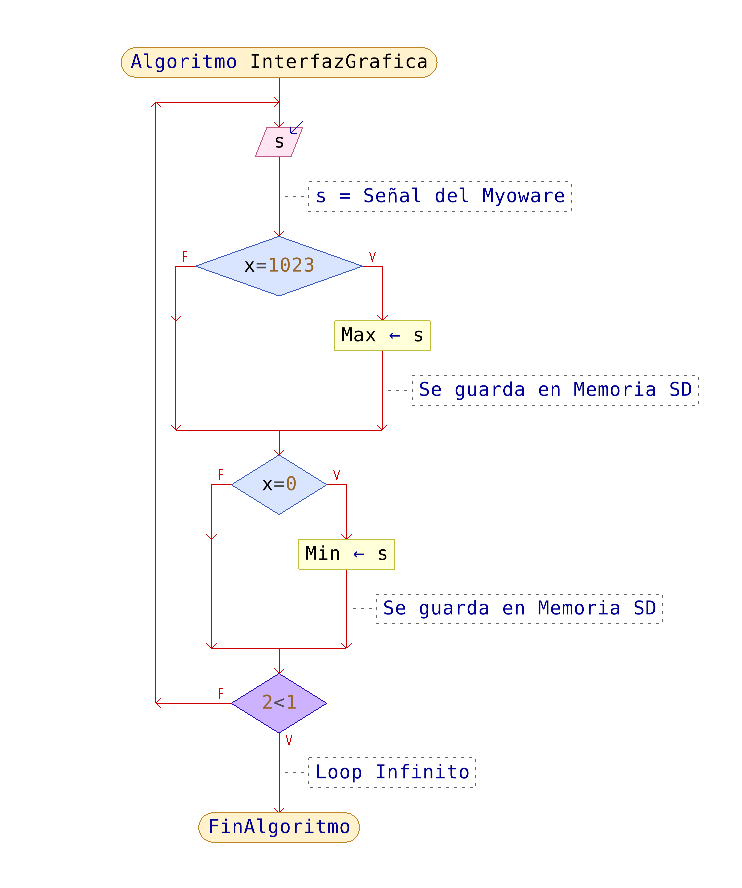 Algoritmo InterfazGrafica
s
s = Señal del Myoware
F
x=1023
V
Max ← s
Se guarda en Memoria SD
F
x=0
V
Min ← s
Se guarda en Memoria SD
F
2<1
V
Loop Infinito
FinAlgoritmo